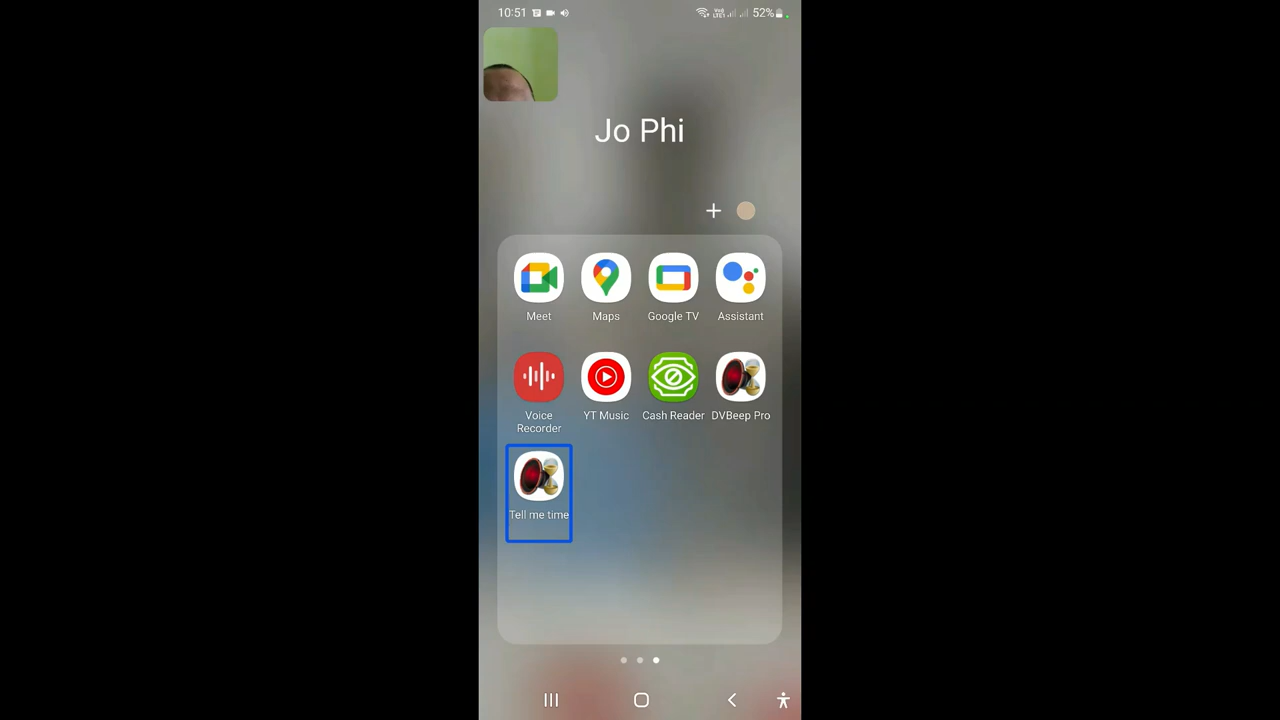 10:51
52%
Jo Phi
Meet
Maps
Google TV
Assistant
Voice
Recorder
YT Music
Cash Reader
DVBeep Pro
Tell me time